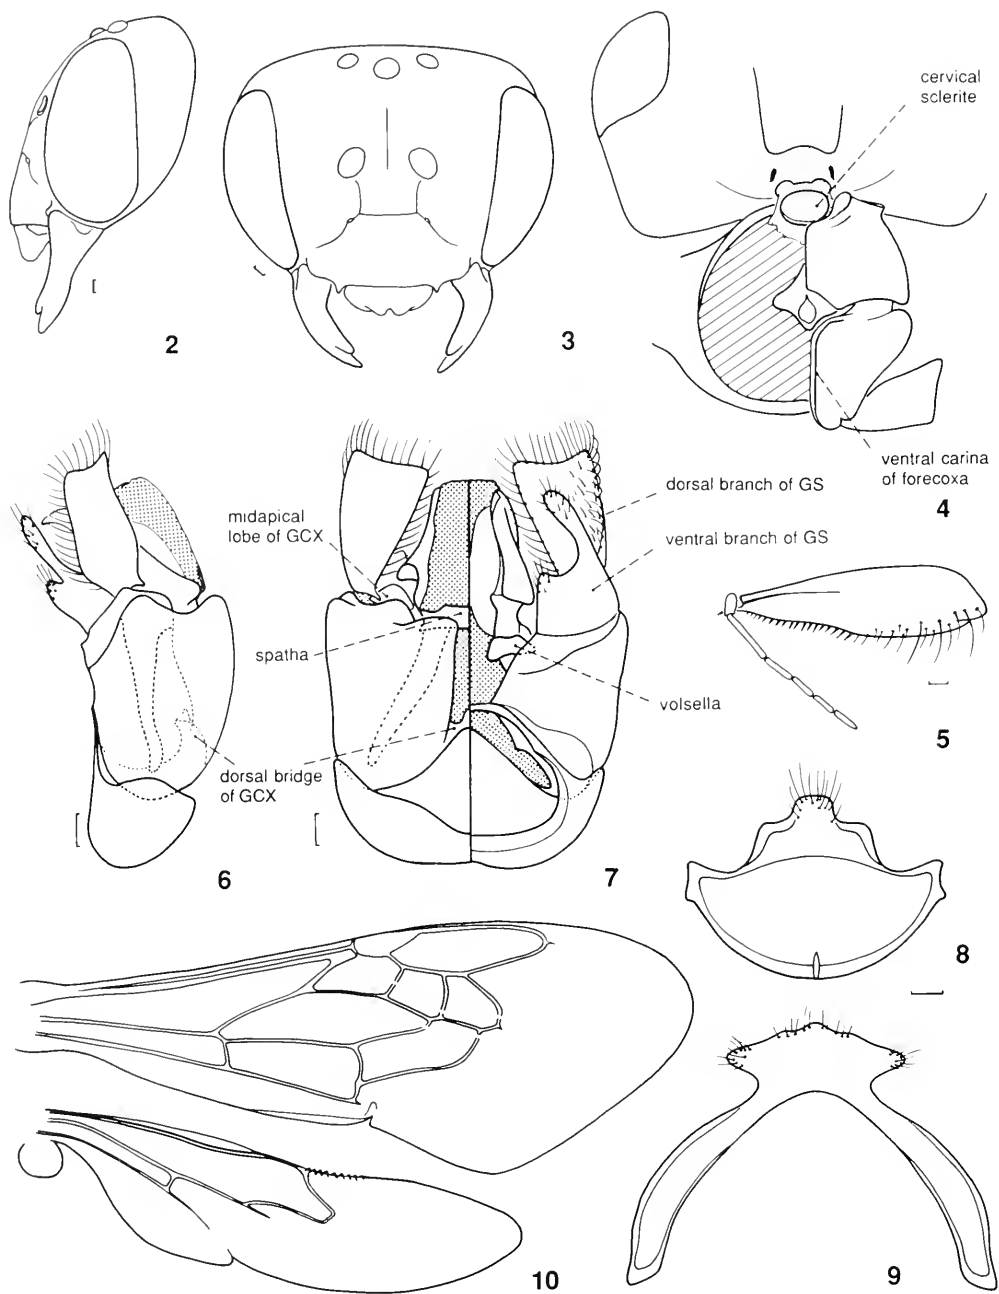 2
3
cervical
sclerite
ventral carina
of forecoxa
4
midapical
lobe of GCX
dorsal branch of GS
ventral branch of GS
spatha
volsella
5
dorsal bridge
of GCX
6
7
8
10
9